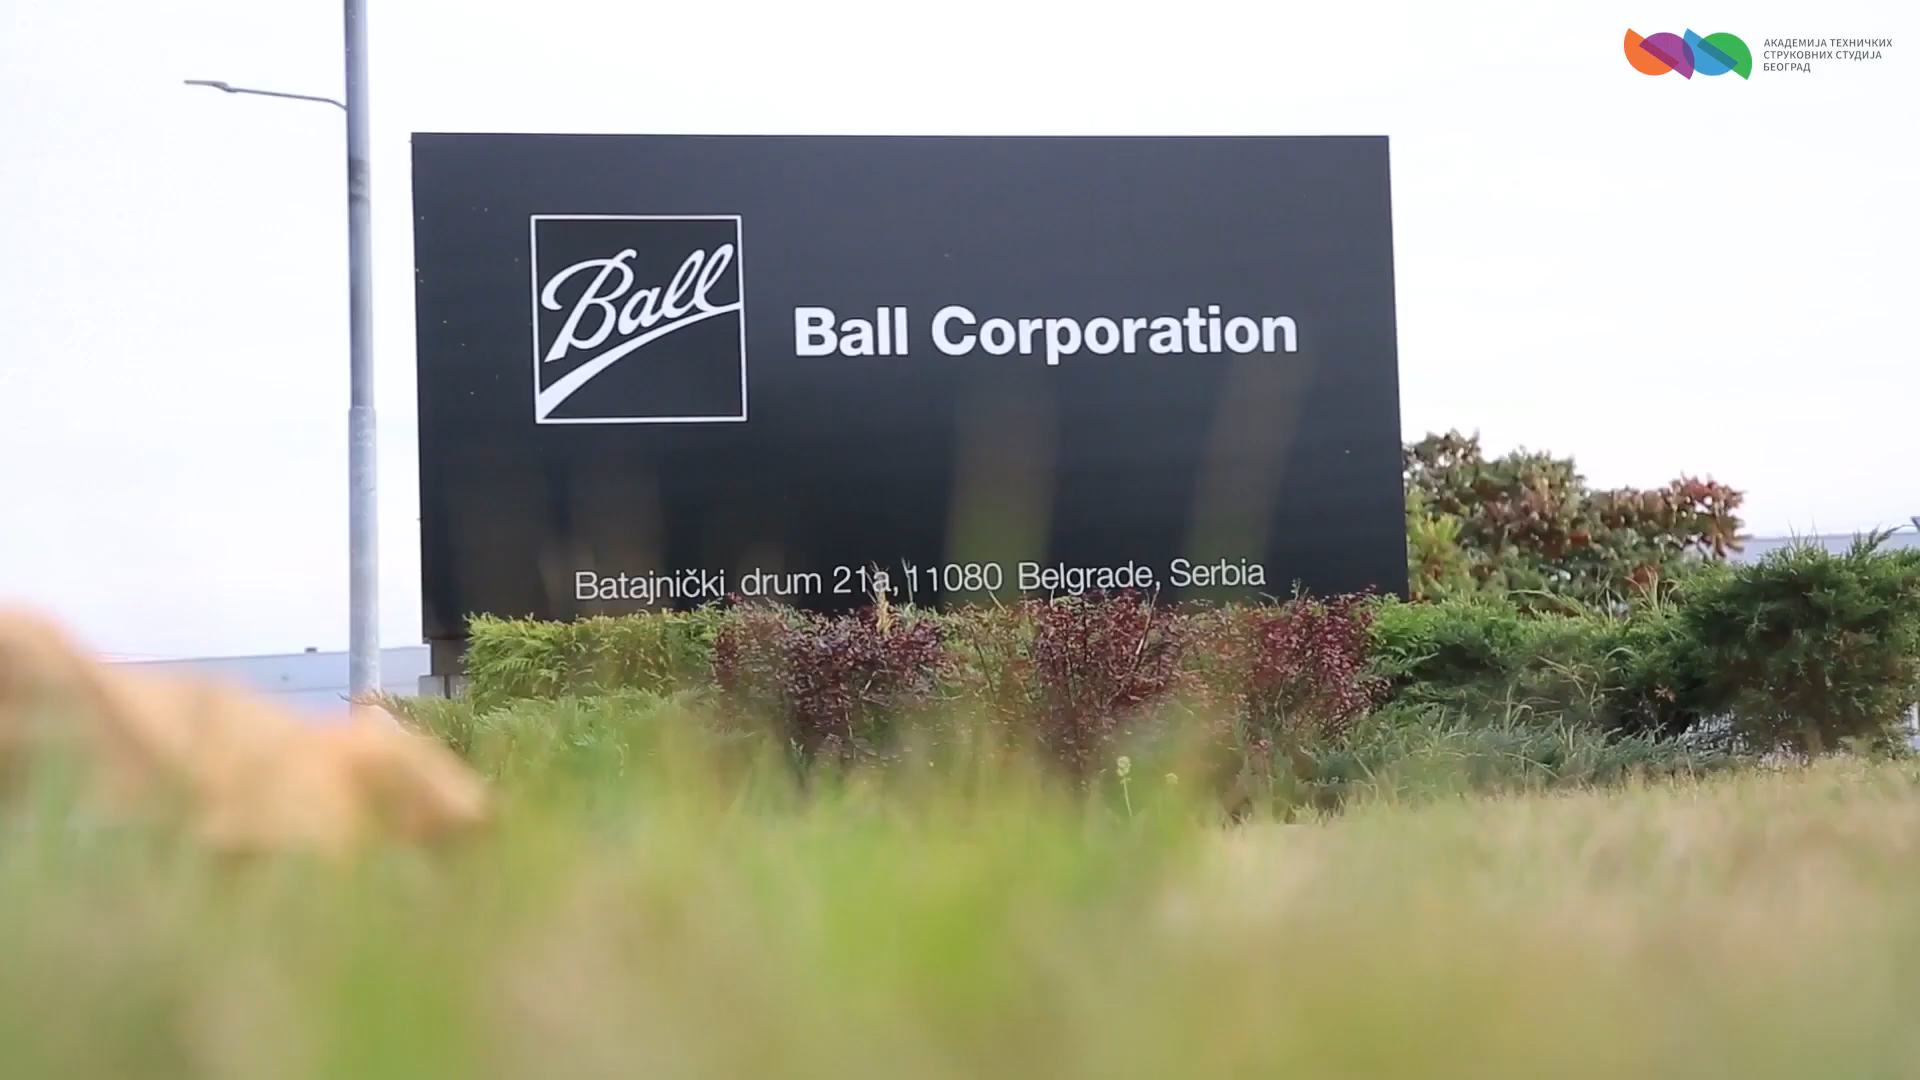 АКАДЕМИЈА ТЕХНИЧКИХ
СТРУКОВНИХ СТУДИЈА
БЕОГРАД
Ball
Ball Corporation
Batajnički drum 21a, 11080 Belgrade, Serbia